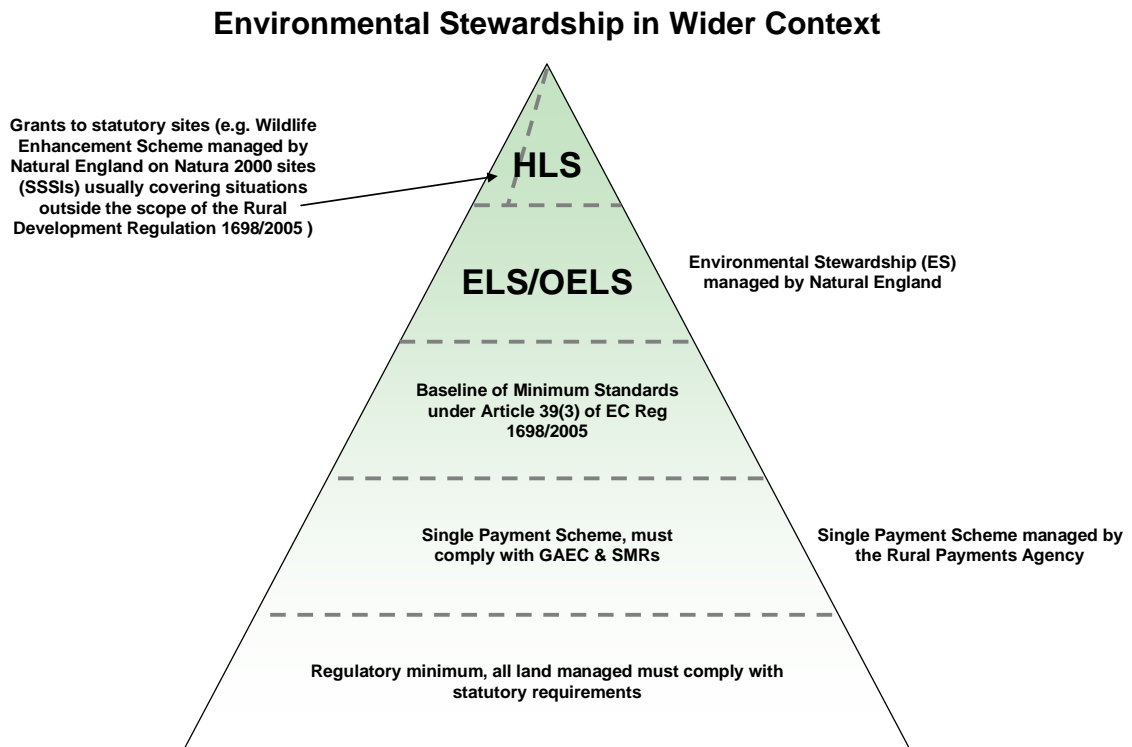 Environmental Stewardship in Wider Context
Grants to statutory sites (e.g. Wildlife
Enhancement Scheme managed by
Natural England on Natura 2000 sites
(SSSIs) usually covering situations
outside the scope of the Rural
Development Regulation 1698/2005 )
HLS
ELS/OELS
Environmental Stewardship (ES)
managed by Natural England
Baseline of Minimum Standards
under Article 39(3) of EC Reg
1698/2005
Single Payment Scheme, must
comply with GAEC & SMRs
Single Payment Scheme managed by
the Rural Payments Agency
Regulatory minimum, all land managed must comply with
statutory requirements